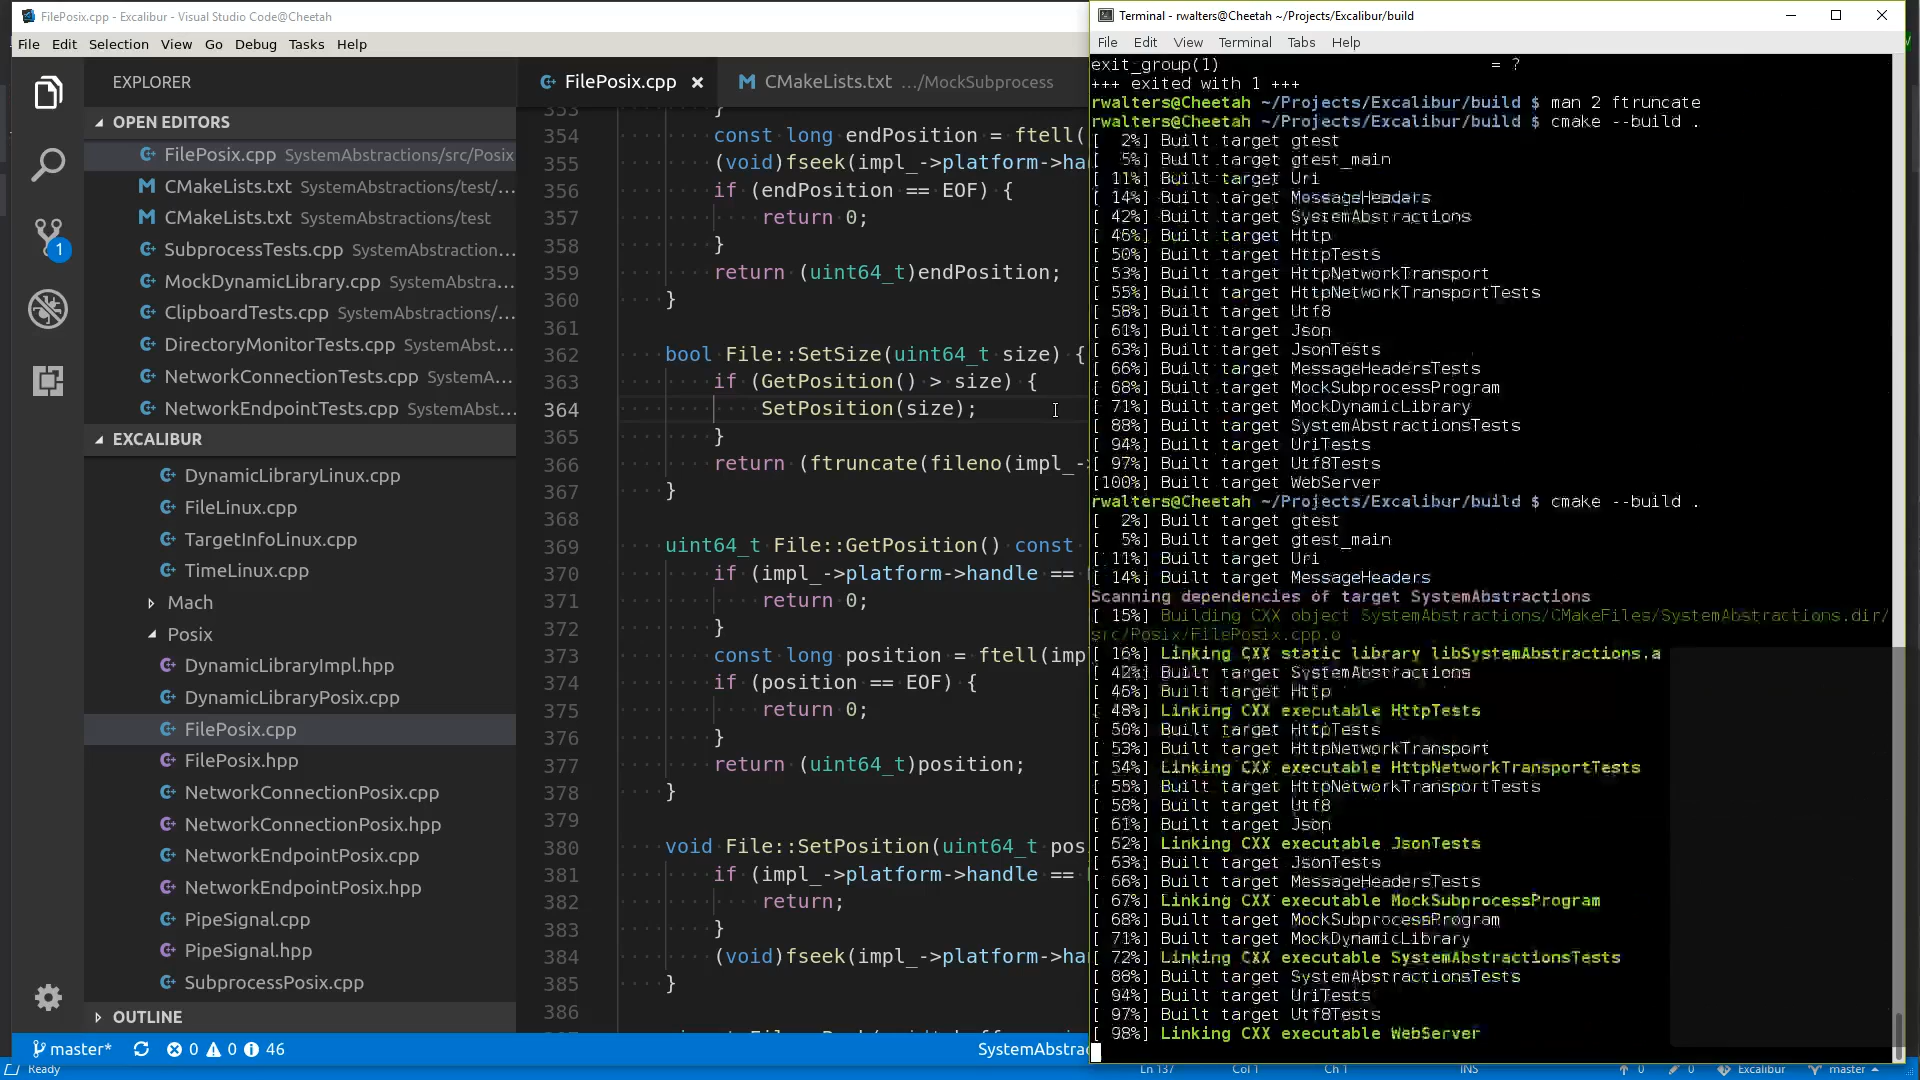 FilePosix.cpp - Excalibur - Visual Studio Code@Cheetah
File Edit Selection View Go Debug Tasks Help
EXPLORER
OPEN EDITORS
FilePosix.cpp SystemAbstractions/src/Posix
CMakeLists.txt SystemAbstractions/test/...
CMakeLists.txt SystemAbstractions/test
SubprocessTests.cpp SystemAbstraction...
MockDynamicLibrary.cpp SystemAbstra...
ClipboardTests.cpp SystemAbstractions/...
DirectoryMonitorTests.cpp SystemAbst...
NetworkConnectionTests.cpp SystemA...
NetworkEndpointTests.cpp SystemAbst...
EXCALIBUR
DynamicLibraryLinux.cpp
FileLinux.cpp
TargetInfoLinux.cpp
TimeLinux.cpp
Mach
Posix
DynamicLibraryImpl.hpp
DynamicLibraryPosix.cpp
FilePosix.cpp
FilePosix.hpp
NetworkConnectionPosix.cpp
NetworkConnectionPosix.hpp
NetworkEndpointPosix.cpp
NetworkEndpointPosix.hpp
PipeSignal.cpp
PipeSignal.hpp
SubprocessPosix.cpp
OUTLINE
1
FilePosix.cpp CMakeLists.txt .../MockSubprocess
353 }
354 const long endPosition = ftell(
355 (void)fseek(impl_->platform->ha
356 if (endPosition == EOF) {
357 return 0;
358 }
359 return (uint64_t)endPosition;
360 }
361
362 bool File::SetSize(uint64_t size) {
363 if (GetPosition() > size) {
364 SetPosition(size);
365 }
366 return (ftruncate(fileno(impl_->
367 }
368
369 uint64_t File::GetPosition() const
370 if (impl_->platform->handle ==
371 return 0;
372 }
373 const long position = ftell(imp
374 if (position == EOF) {
375 return 0;
376 }
377 return (uint64_t)position;
378 }
379
380 void File::SetPosition(uint64_t pos
381 if (impl_->platform->handle ==
382 return;
383 }
384 (void)fseek(impl_->platform->ha
385 }
386
master* 0 0 46 SystemAbstra
Terminal - rwalters@Cheetah ~/Projects/Excalibur/build
File Edit View Terminal Tabs Help
exit_group(1) = ?
+++ exited with 1 +++
rwalters@Cheetah ~/Projects/Excalibur/build $ man 2 ftruncate
rwalters@Cheetah ~/Projects/Excalibur/build $ cmake --build .
[ 2%] Built target gtest
[ 5%] Built target gtest_main
[ 11%] Built target Uri
[ 14%] Built target MessageHeaders
[ 42%] Built target SystemAbstractions
[ 46%] Built target Http
[ 50%] Built target HttpTests
[ 53%] Built target HttpNetworkTransport
[ 55%] Built target HttpNetworkTransportTests
[ 58%] Built target Utf8
[ 61%] Built target Json
[ 63%] Built target JsonTests
[ 66%] Built target MessageHeadersTests
[ 68%] Built target MockSubprocessProgram
[ 71%] Built target MockDynamicLibrary
[ 88%] Built target SystemAbstractionsTests
[ 94%] Built target UriTests
[ 97%] Built target Utf8Tests
[100%] Built target WebServer
rwalters@Cheetah ~/Projects/Excalibur/build $ cmake --build .
[ 2%] Built target gtest
[ 5%] Built target gtest_main
[ 11%] Built target Uri
[ 14%] Built target MessageHeaders
Scanning dependencies of target SystemAbstractions
[ 15%] Building CXX object SystemAbstractions/CMakeFiles/SystemAbstractions.dir/
src/Posix/FilePosix.cpp.o
[ 16%] Linking CXX static library libSystemAbstractions.a
[ 42%] Built target SystemAbstractions
[ 46%] Built target Http
[ 48%] Linking CXX executable HttpTests
[ 50%] Built target HttpTests
[ 53%] Built target HttpNetworkTransport
[ 54%] Linking CXX executable HttpNetworkTransportTests
[ 55%] Built target HttpNetworkTransportTests
[ 58%] Built target Utf8
[ 61%] Built target Json
[ 62%] Linking CXX executable JsonTests
[ 63%] Built target JsonTests
[ 66%] Built target MessageHeadersTests
[ 67%] Linking CXX executable MockSubprocessProgram
[ 68%] Built target MockSubprocessProgram
[ 71%] Built target MockDynamicLibrary
[ 72%] Linking CXX executable SystemAbstractionsTests
[ 88%] Built target SystemAbstractionsTests
[ 94%] Built target UriTests
[ 97%] Built target Utf8Tests
[ 98%] Linking CXX executable WebServer
Ready Ln 137 Col 1 Ch 1 INS 0 0 Excalibur master